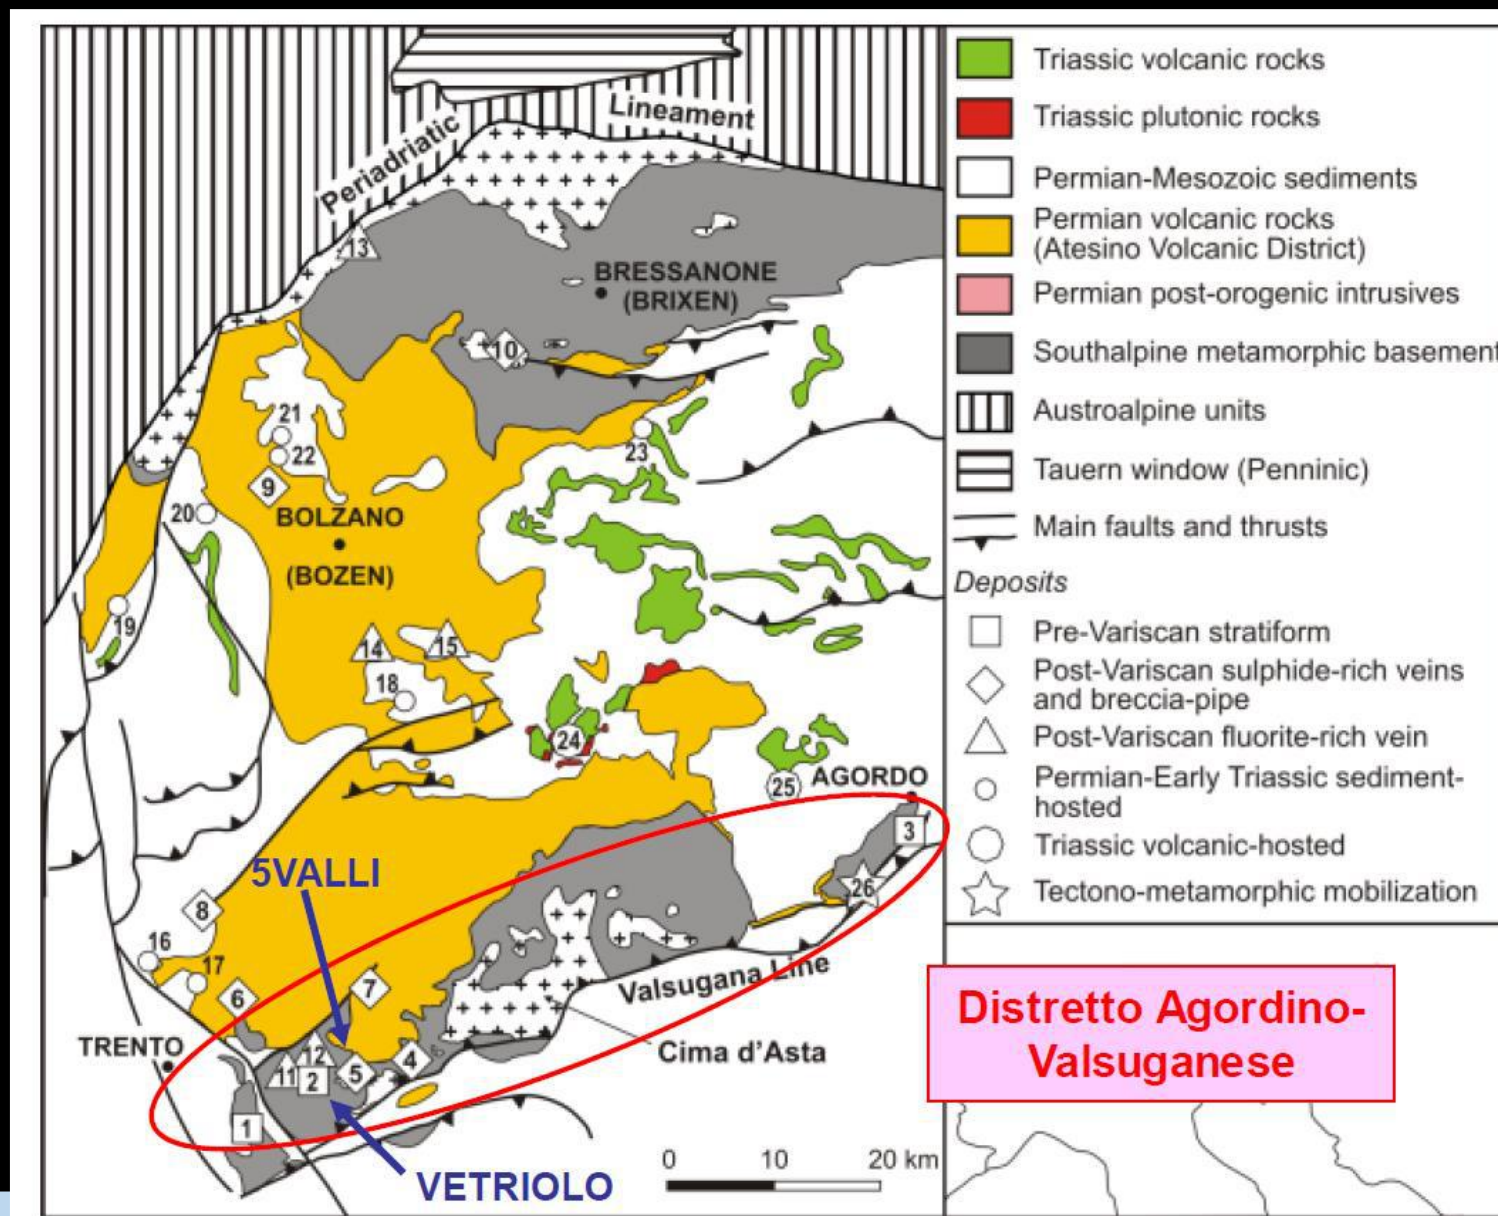 Periadriatic
Lineament
13
BRESSANONE
(BRIXEN)
10
21
22
23
9
20
BOLZANO
(BOZEN)
19
14
15
18
24
25
AGORDO
3
26
5VALLI
8
16
17
6
7
Valsugana Line
TRENTO
12
11
2
5
4
Cima d'Asta
1
VETRIOLO
0 10 20 km
Triassic volcanic rocks
Triassic plutonic rocks
Permian-Mesozoic sediments
Permian volcanic rocks
(Atesino Volcanic District)
Permian post-orogenic intrusives
Southalpine metamorphic basement
Austroalpine units
Tauern window (Penninic)
Main faults and thrusts
Deposits
Pre-Variscan stratiform
Post-Variscan sulphide-rich veins
and breccia-pipe
Post-Variscan fluorite-rich vein
Permian-Early Triassic sediment-
hosted
Triassic volcanic-hosted
Tectono-metamorphic mobilization
Distretto Agordino-
Valsuganese